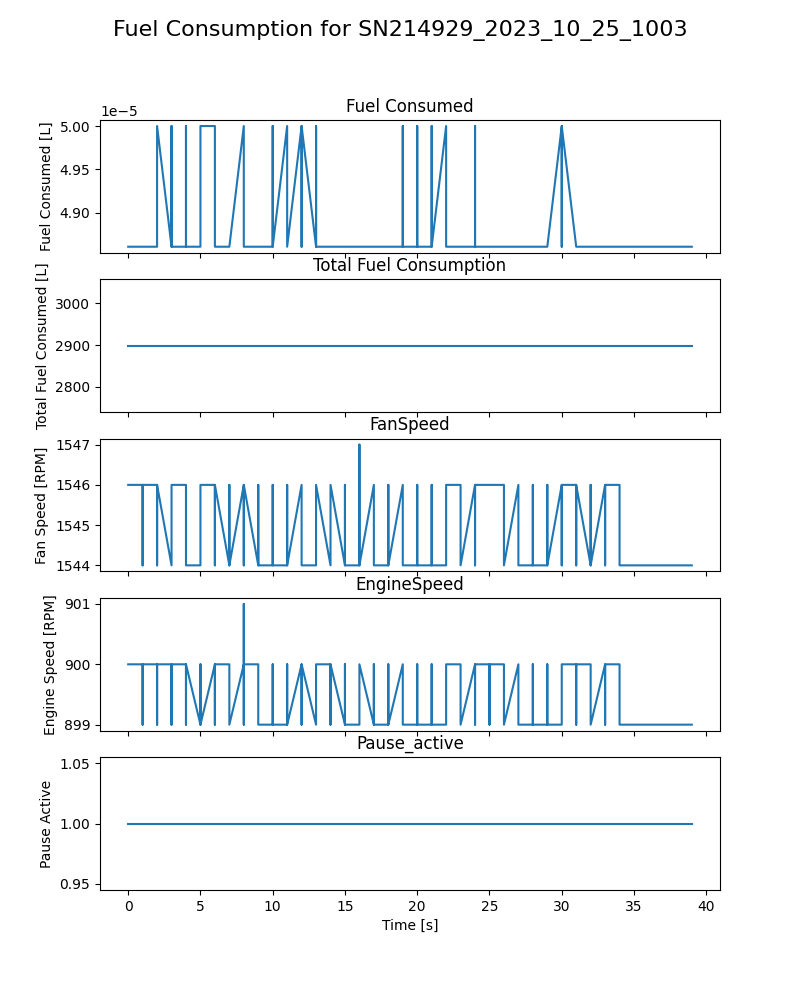 Fuel Consumption for SN214929_2023_10_25_1003
Fuel Consumed
1e−5
5.00
4.95
4.90
Fuel Consumed [L]
Total Fuel Consumption
3000
2900
2800
Total Fuel Consumed [L]
FanSpeed
1547
1546
1545
1544
Fan Speed [RPM]
EngineSpeed
901
900
899
Engine Speed [RPM]
Pause_active
1.05
1.00
0.95
Pause Active
0 5 10 15 20 25 30 35 40
Time [s]